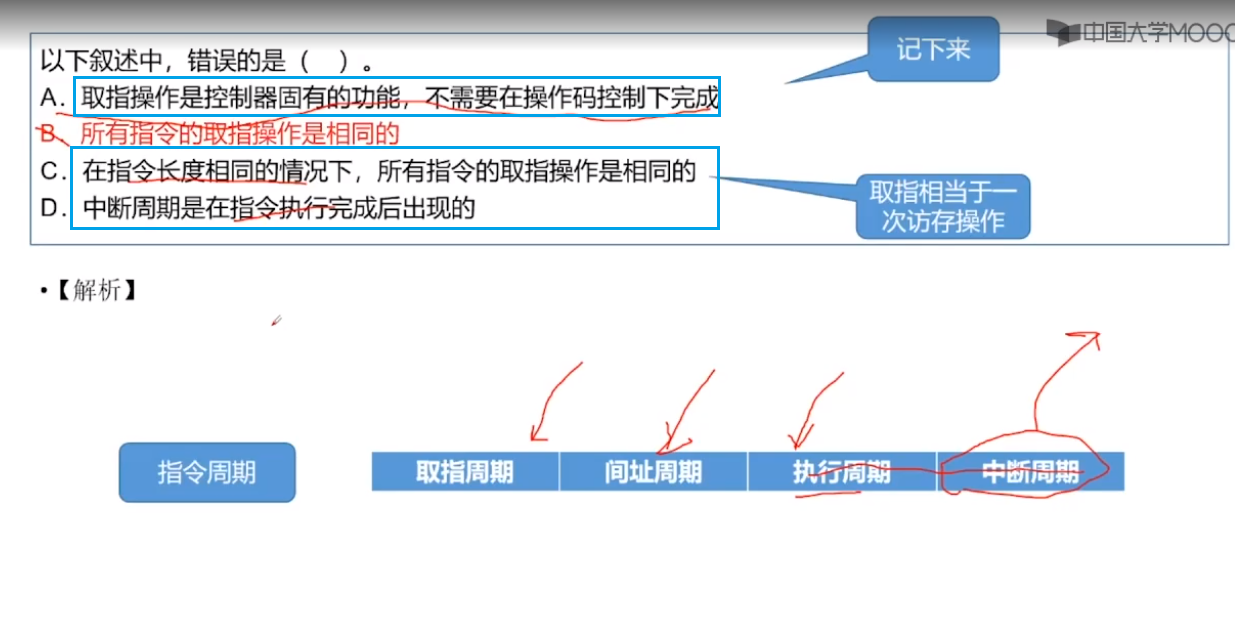 中国大学MOOC
记下来
以下叙述中，错误的是（ ）。
A. 取指操作是控制器固有的功能，不需要在操作码控制下完成
B、所有指令的取指操作是相同的
C. 在指令长度相同的情况下，所有指令的取指操作是相同的
D. 中断周期是在指令执行完成后出现的
取指相当于一
次访存操作
•【解析】
指令周期
取指周期 间址周期 执行周期 中断周期